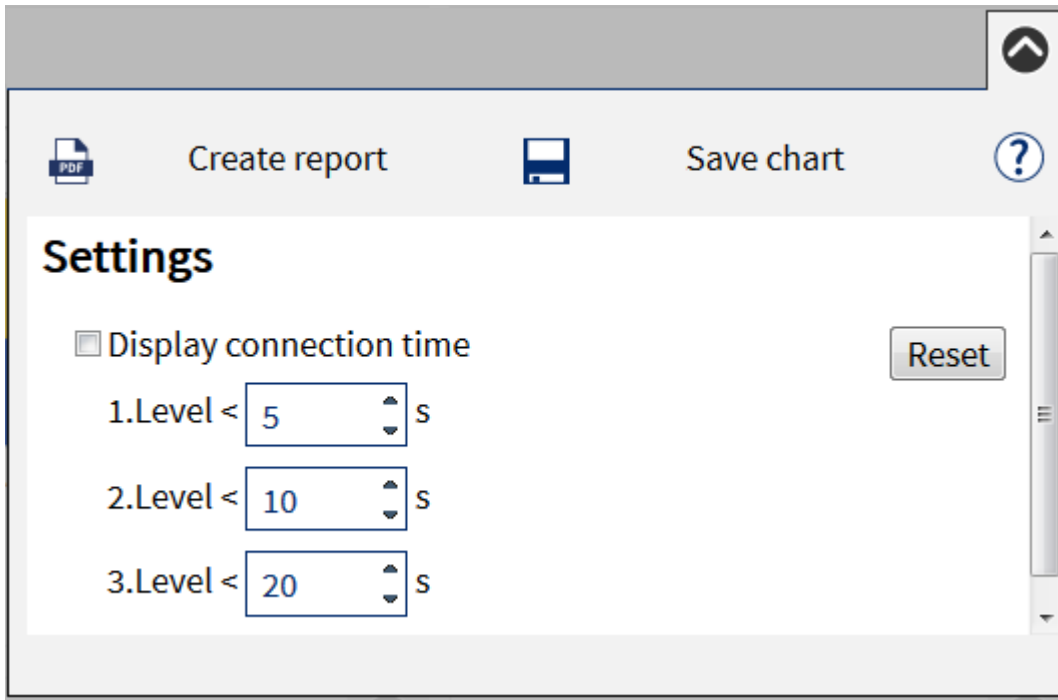 PDF Create report Save chart ?
Settings
Display connection time Reset
1.Level < 5 s
2.Level < 10 s
3.Level < 20 s